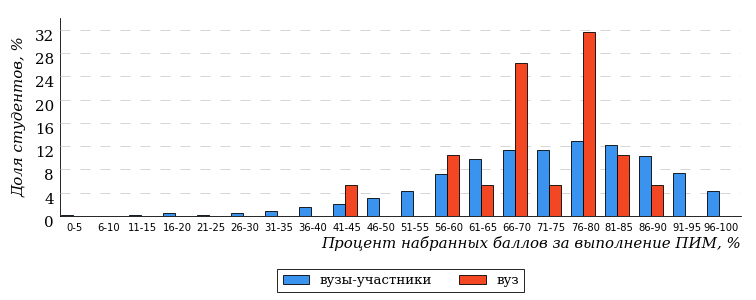 Доля студентов, %
32
28
24
20
16
12
8
4
0
0-5 6-10 11-15 16-20 21-25 26-30 31-35 36-40 41-45 46-50 51-55 56-60 61-65 66-70 71-75 76-80 81-85 86-90 91-95 96-100
Процент набранных баллов за выполнение ПИМ, %
вузы-участники вуз